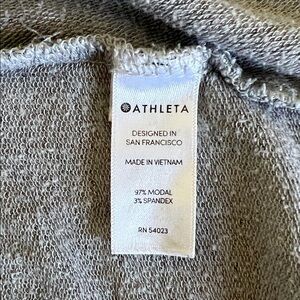 ATHLETA
DESIGNED IN
SAN FRANCISCO
MADE IN VIETNAM
97% MODAL
3% SPANDEX
RN 54023